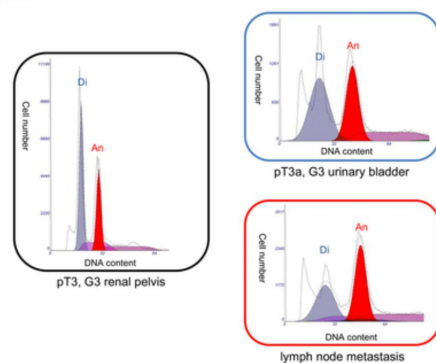 Di
An
Cell number
DNA content
pT3, G3 renal pelvis
Di
An
Cell number
DNA content
pT3a, G3 urinary bladder
Di
An
Cell number
DNA content
lymph node metastasis